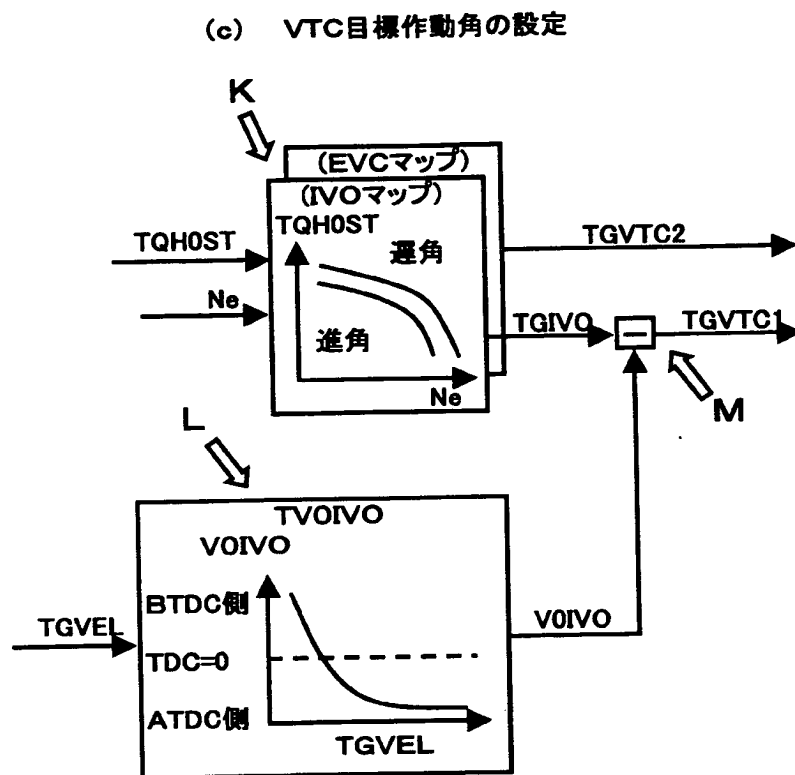 (c) VTC目標作動角の設定
K
(EVCマップ)
(IVOマップ)
TQH0ST
TQH0ST
遅角
TGVTC2
Ne
進角
TGIVO
−
TGVTC1
Ne
M
L
TV0IVO
V0IVO
BTDC側
TGVEL
V0IVO
TDC=0
ATDC側
TGVEL